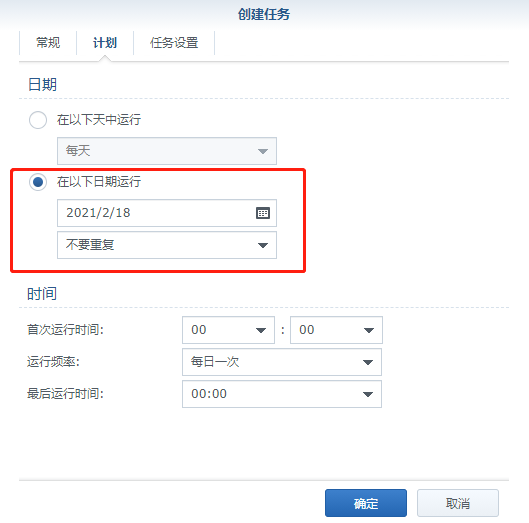 创建任务
常规 计划 任务设置
日期
在以下天中运行
每天
在以下日期运行
2021/2/18
不要重复
时间
首次运行时间: 00 : 00
运行频率: 每日一次
最后运行时间: 00:00
确定 取消